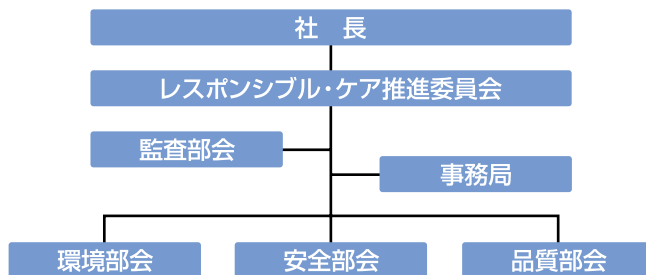 社 長
レスポンシブル・ケア推進委員会
監査部会
事務局
環境部会
安全部会
品質部会